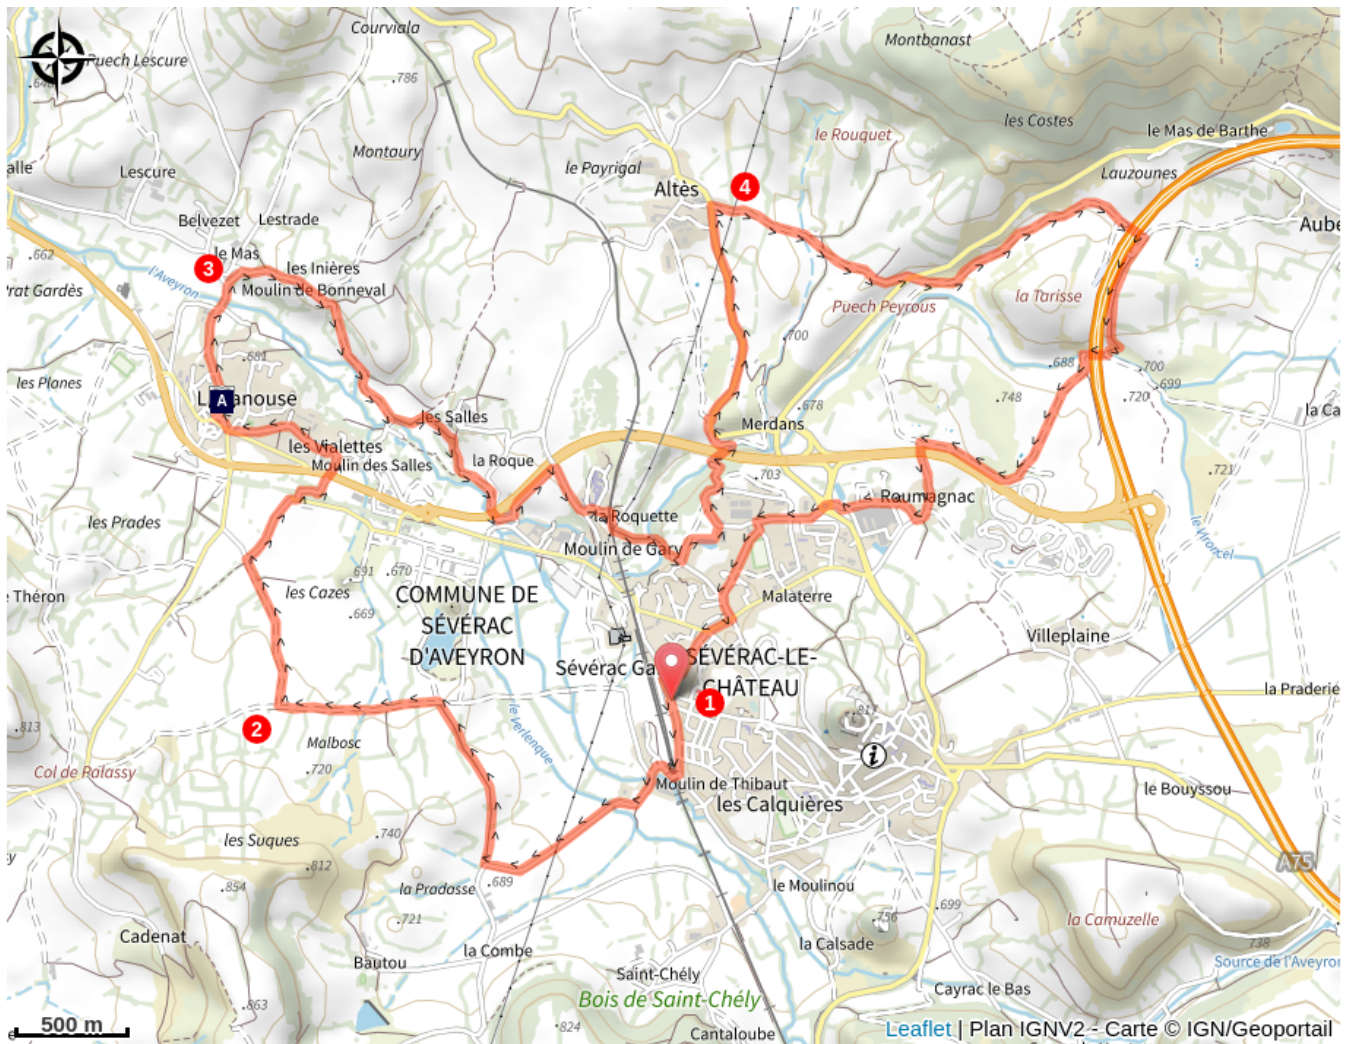 Courviala
Montbanast
Puech Lescure
.786
les Costes
le Mas de Barthe
le Rouquet
Montaury
le Payrigal
Lescure
Altès
4
Lauzounes
Belvezet
Lestrade
Aube
.662
le Mas
3
les Inières
l'Aveyron
Moulin de Bonneval
Prat Gardès
la Tarisse
Puech Peyrous
.700
.681
.688
.700
.699
les Planes
A
.748
.720
.678
les Salles
la Ca
Merdans
les Vialettes
la Roque
Moulin des Salles
.703
.721
Roumagnac
les Prades
la Roquette
le Vioncel
Moulin de Gary
.691
.670
les Cazes
COMMUNE DE
SÉVÉRAC
D'AVEYRON
Théron
Malaterre
.669
Villeplaine
Sévérac Ga
SÉVÉRAC-LE-
CHÂTEAU
la Praderie
1
.817
2
le Verlenque
.813
Malbosc
i
Col de Palassy
.720
Moulin de Thibaut
les Calquières
le Bouyssou
.740
les Suques
A75
.812
.854
la Pradasse
.689
le Moulinou
.699
.721
.756
la Camuzelle
Cadenat
la Calsade
.738
la Combe
Bautou
Source de l'Aveyron
Saint-Chély
Cayrac le Bas
Bois de Saint-Chély
.863
.824
500 m
Cantaloube
Leaflet | Plan IGNV2 - Carte © IGN/Geoportail